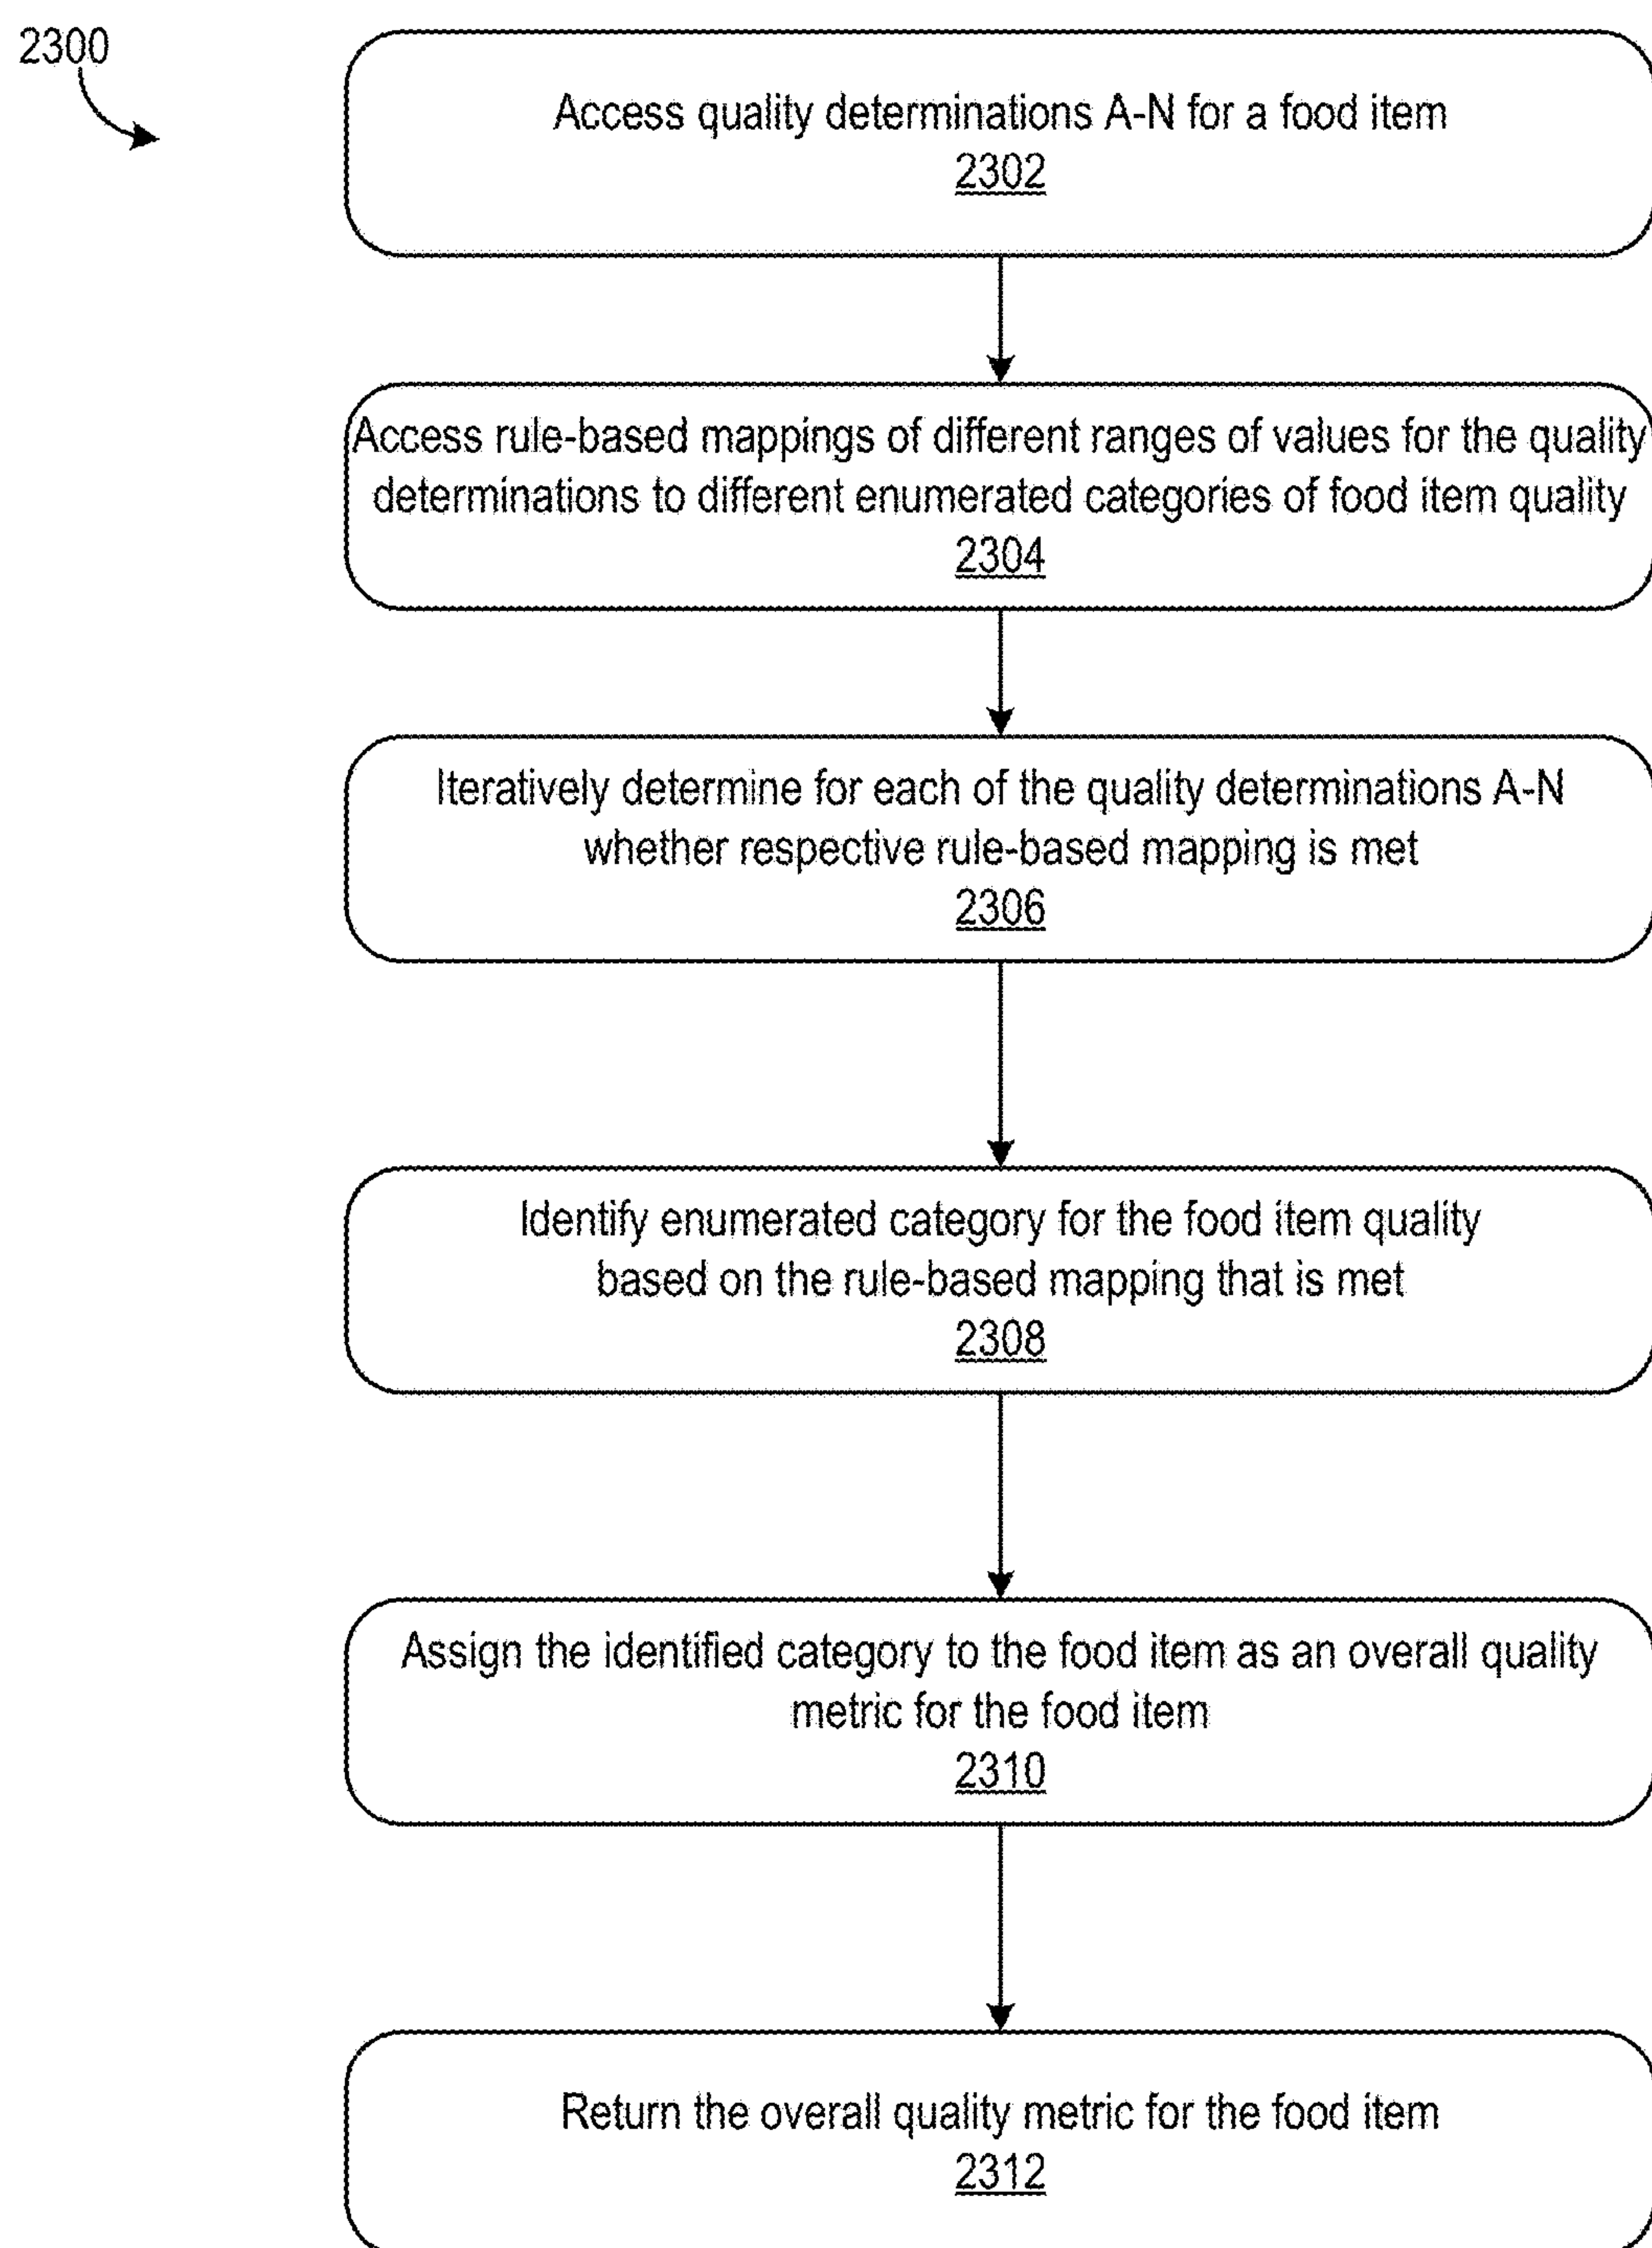 2300
Access quality determinations A-N for a food item
2302
Access rule-based mappings of different ranges of values for the quality
determinations to different enumerated categories of food item quality
2304
Iteratively determine for each of the quality determinations A-N
whether respective rule-based mapping is met
2306
Identify enumerated category for the food item quality
based on the rule-based mapping that is met
2308
Assign the identified category to the food item as an overall quality
metric for the food item
2310
Return the overall quality metric for the food item
2312